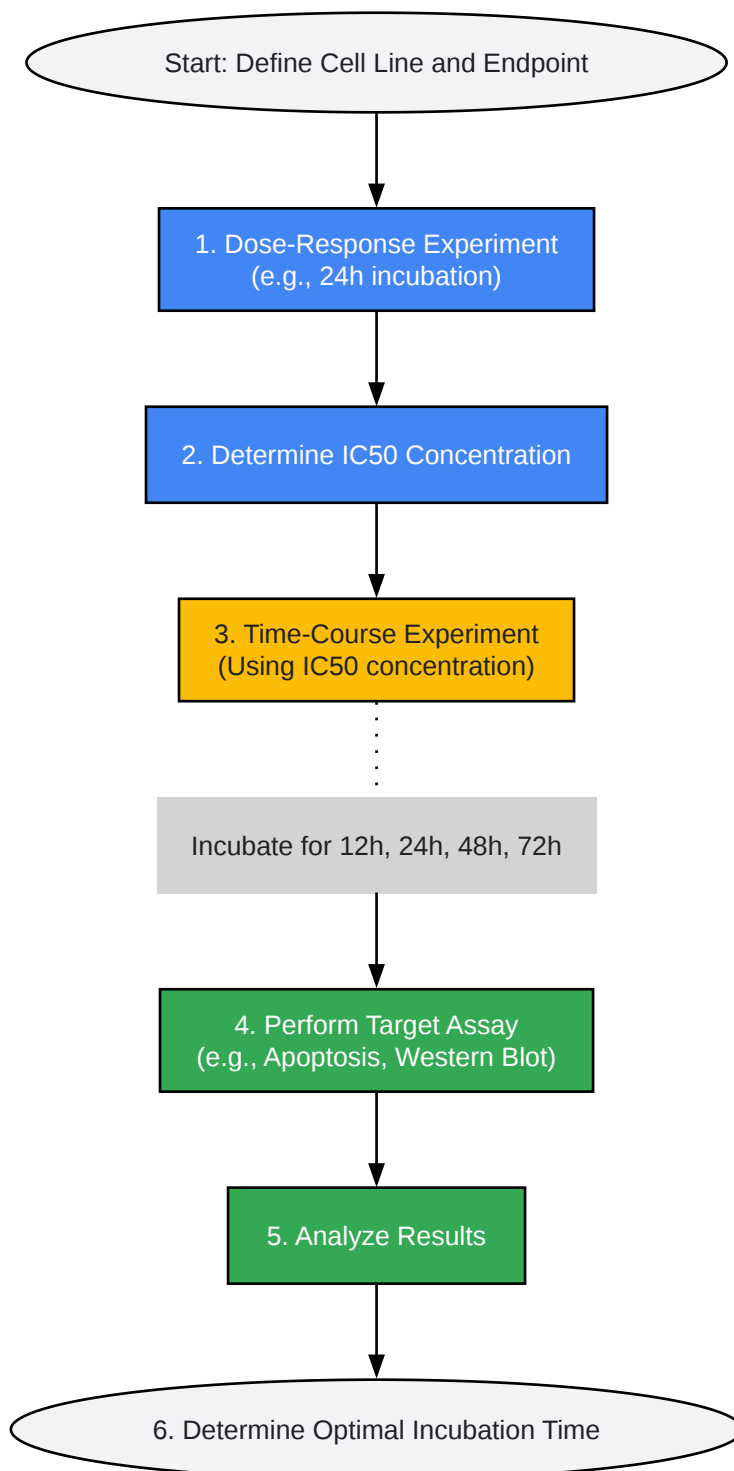 Start: Define Cell Line and Endpoint
1. Dose-Response Experiment
(e.g., 24h incubation)
2. Determine IC50 Concentration
3. Time-Course Experiment
(Using IC50 concentration)
Incubate for 12h, 24h, 48h, 72h
4. Perform Target Assay
(e.g., Apoptosis, Western Blot)
5. Analyze Results
6. Determine Optimal Incubation Time